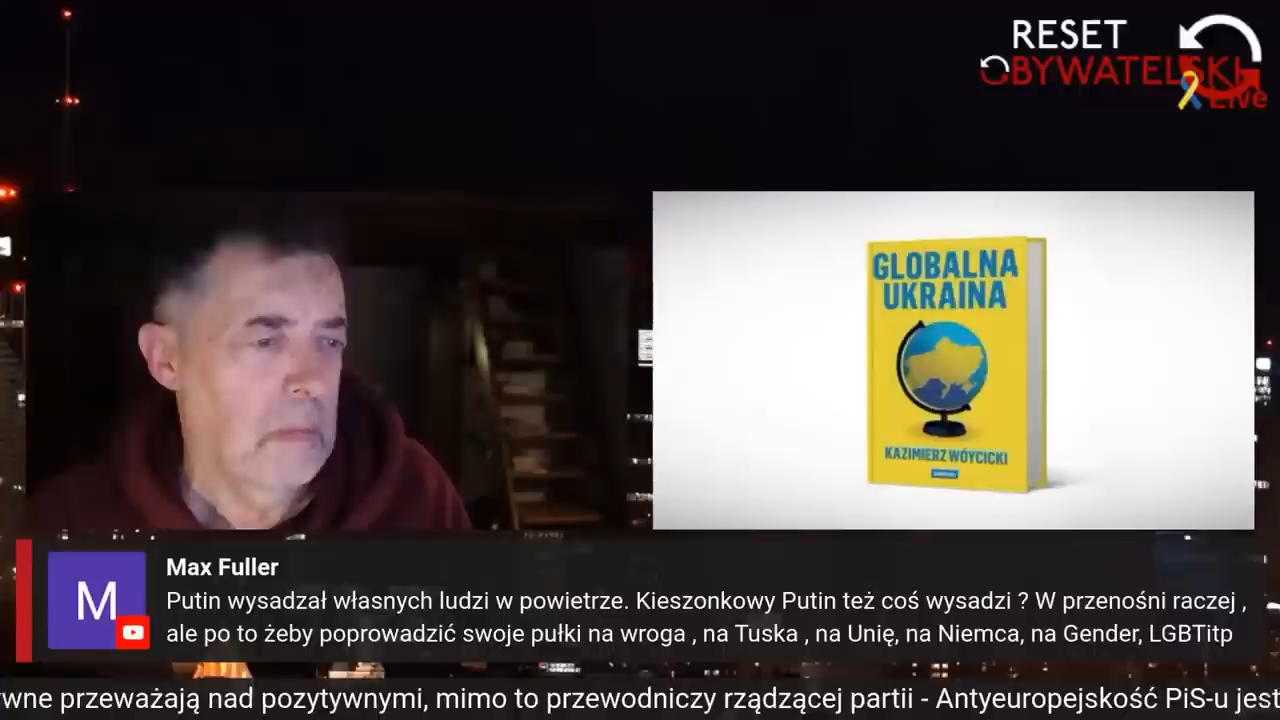 RESET
OBYWATELSKI
Live
GLOBALNA
UKRAINA
KAZIMIERZ WÓYCICKI
M
Max Fuller
Putin wysadzał własnych ludzi w powietrze. Kieszonkowy Putin też coś wysadzi ? W przenośni raczej ,
ale po to żeby poprowadzić swoje pułki na wroga , na Tuska , na Unię, na Niemca, na Gender, LGBTitp
wne przeważają nad pozytywnymi, mimo to przewodniczy rządzącej partii - Antyeuropejskość PiS-u jest